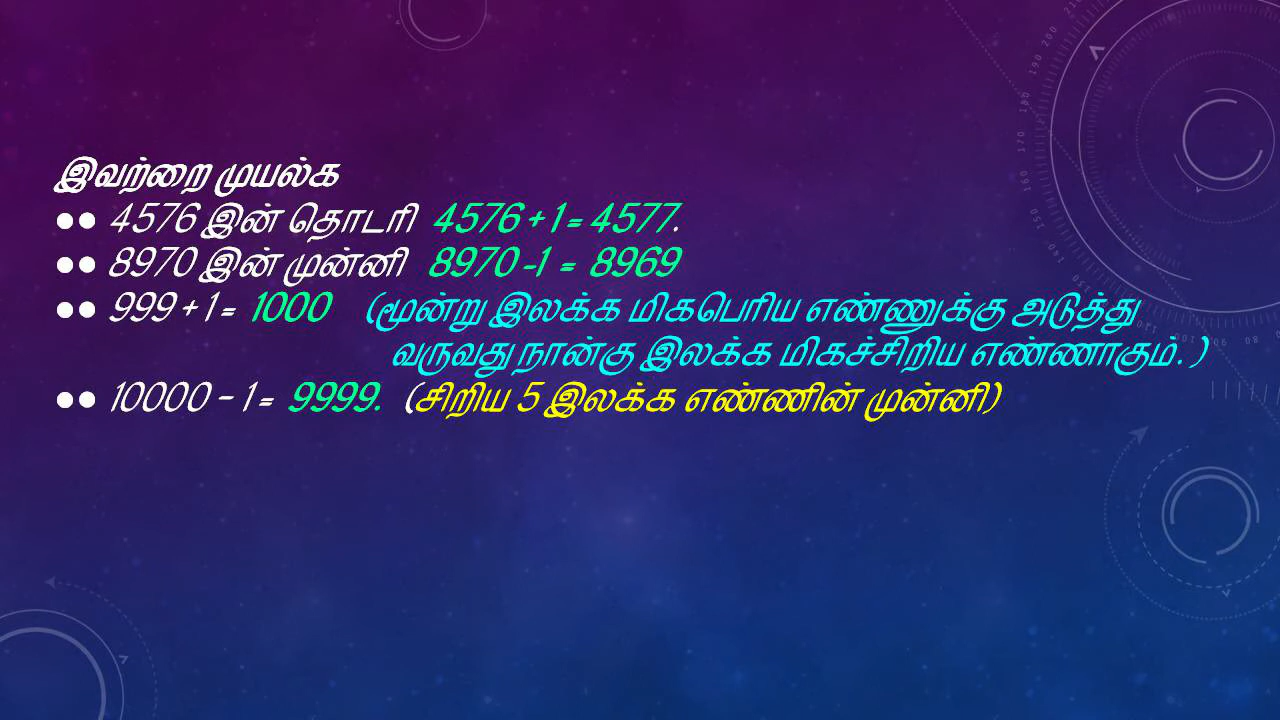 இவற்றை முயல்க
●● 4576 இன் தொடரி 4576 + 1 = 4577.
●● 8970 இன் முன்னி 8970 -1 = 8969
●● 999 + 1 = 1000 (மூன்று இலக்க மிகபெரிய எண்ணுக்கு அடுத்து
வருவது நான்கு இலக்க மிகச்சிறிய எண்ணாகும். )
●● 10000 – 1 = 9999. (சிறிய 5 இலக்க எண்ணின் முன்னி)